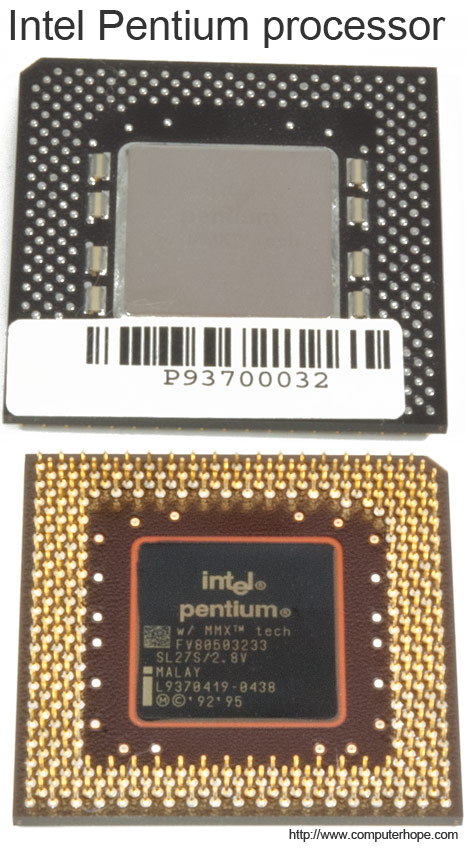 Intel Pentium processor
P93700032
intel®
pentium®
w/ MMX™ tech
FV80503233
SL27S/2.8V
MALAY
L9370419-0438
Ⓜ©'92'95
http://www.computerhope.com